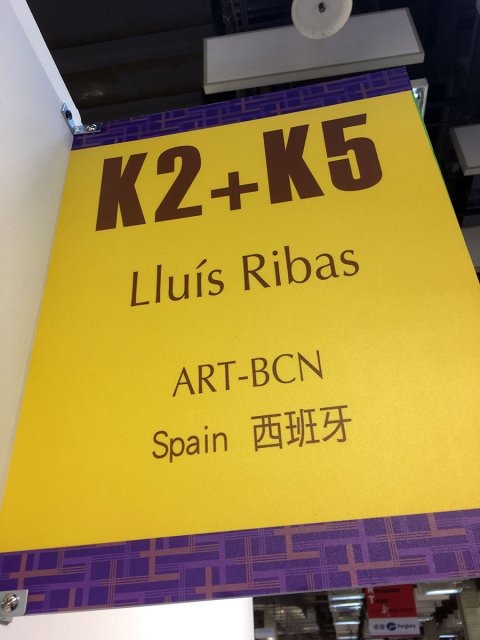 K2+K5
Lluís Ribas
ART-BCN
Spain 西班牙